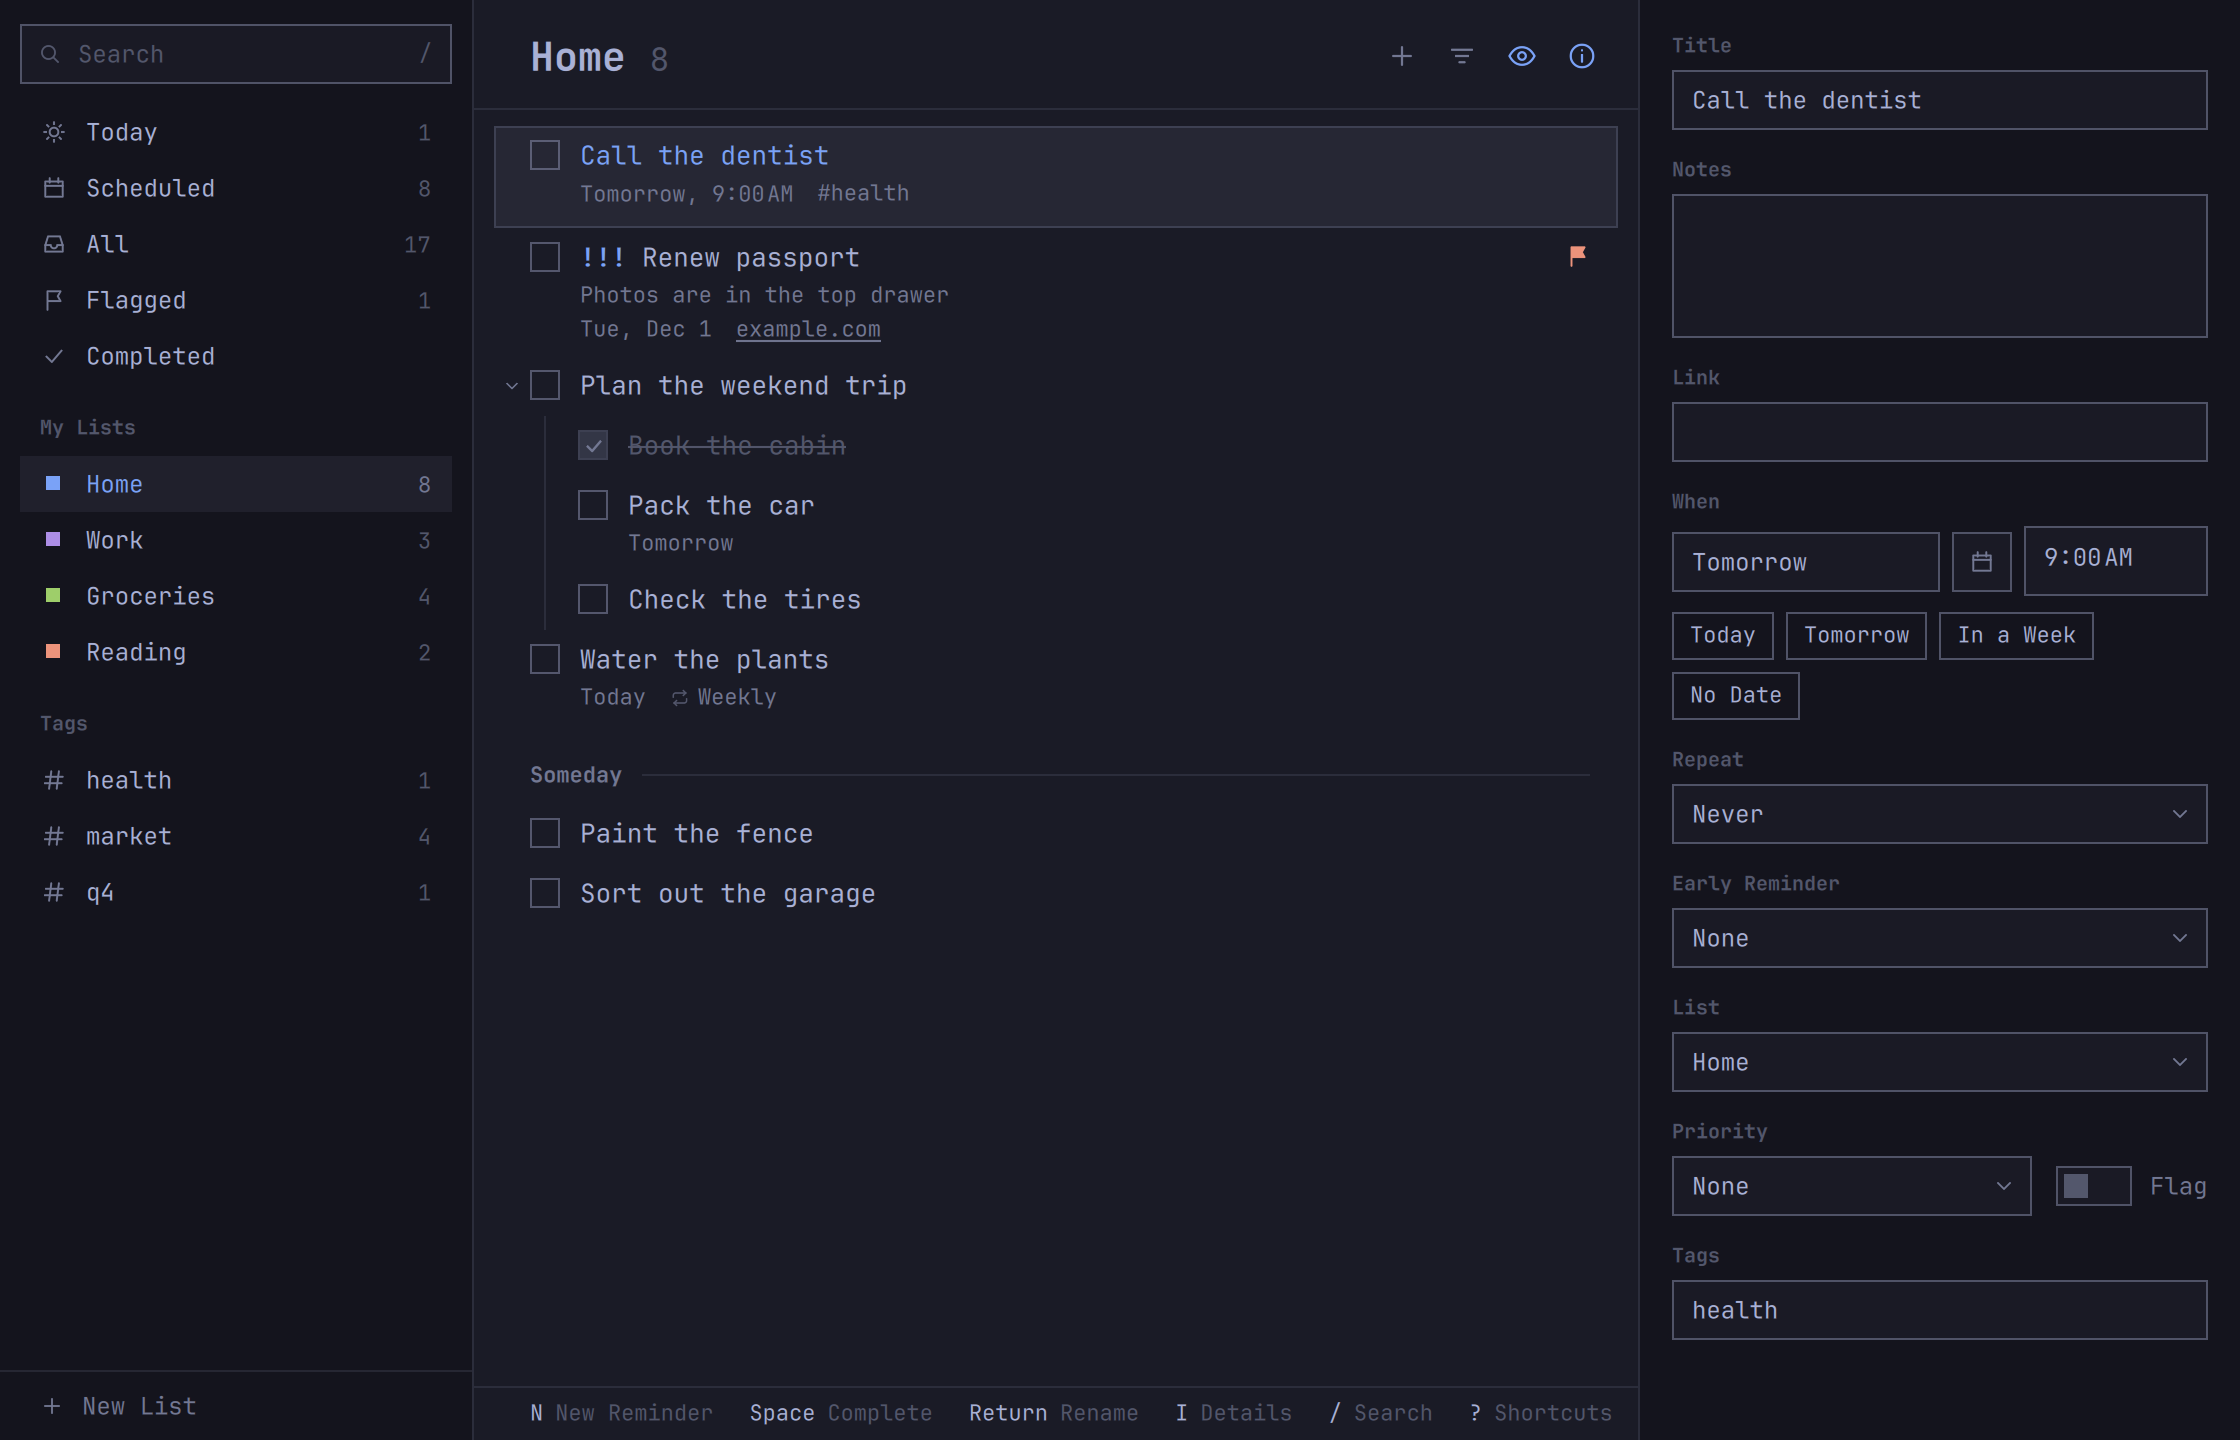 Search /
Today 1
Scheduled 8
All 17
Flagged 1
Completed
My Lists
Home 8
Work 3
Groceries 4
Reading 2
Tags
# health 1
# market 4
# q4 1
+ New List
Home 8
Call the dentist
Tomorrow, 9:00 AM #health
!!! Renew passport
Photos are in the top drawer
Tue, Dec 1 example.com
Plan the weekend trip
Book the cabin
Pack the car
Tomorrow
Check the tires
Water the plants
Today Weekly
Someday
Paint the fence
Sort out the garage
N New Reminder Space Complete Return Rename I Details / Search ? Shortcuts
Title
Call the dentist
Notes
Link
When
Tomorrow 9:00 AM
Today Tomorrow In a Week
No Date
Repeat
Never
Early Reminder
None
List
Home
Priority
None Flag
Tags
health